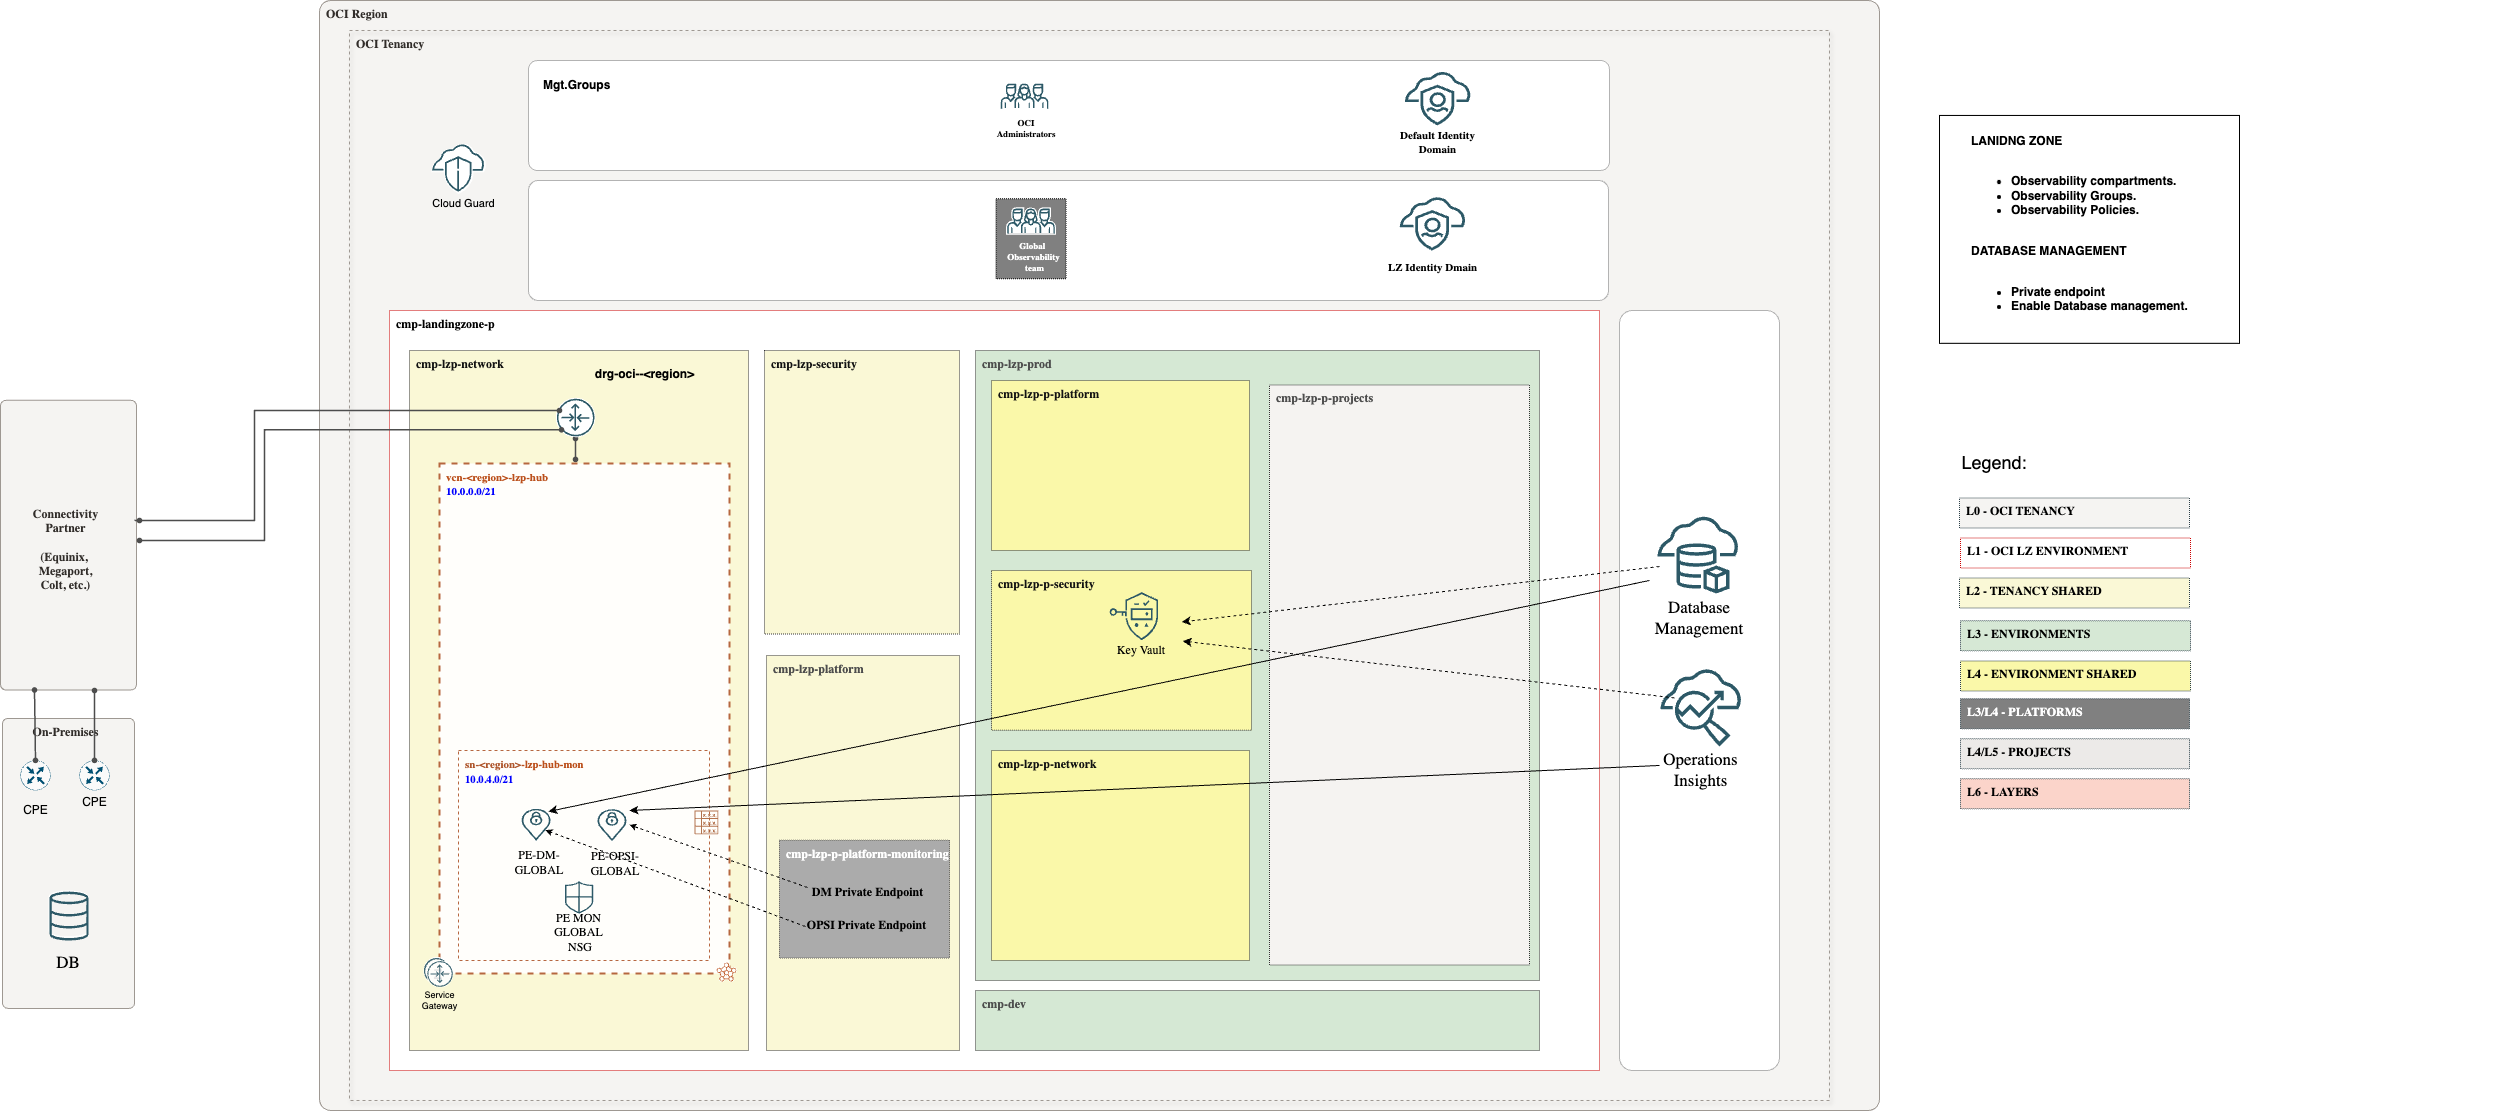 OCI Region
OCI Tenancy
Mgt.Groups
OCI
Administrators
Default Identity
Domain
Cloud Guard
Global
Observability
team
LZ Identity Dmain
cmp-landingzone-p
cmp-lzp-network
drg-oci--<region>
vcn-<region>-lzp-hub
10.0.0.0/21
sn-<region>-lzp-hub-mon
10.0.4.0/21
PE-DM-
GLOBAL
PE-OPSI-
GLOBAL
PE MON
GLOBAL
NSG
Service
Gateway
cmp-lzp-security
cmp-lzp-platform
cmp-lzp-p-platform-monitoring
DM Private Endpoint
OPSI Private Endpoint
cmp-lzp-prod
cmp-lzp-p-platform
cmp-lzp-p-security
Key Vault
cmp-lzp-p-network
cmp-lzp-p-projects
cmp-dev
Database
Management
Operations
Insights
Connectivity
Partner
(Equinix,
Megaport,
Colt, etc.)
On-Premises
CPE
CPE
DB
LANIDNG ZONE
• Observability compartments.
• Observability Groups.
• Observability Policies.
DATABASE MANAGEMENT
• Private endpoint
• Enable Database management.
Legend:
L0 - OCI TENANCY
L1 - OCI LZ ENVIRONMENT
L2 - TENANCY SHARED
L3 - ENVIRONMENTS
L4 - ENVIRONMENT SHARED
L3/L4 - PLATFORMS
L4/L5 - PROJECTS
L6 - LAYERS